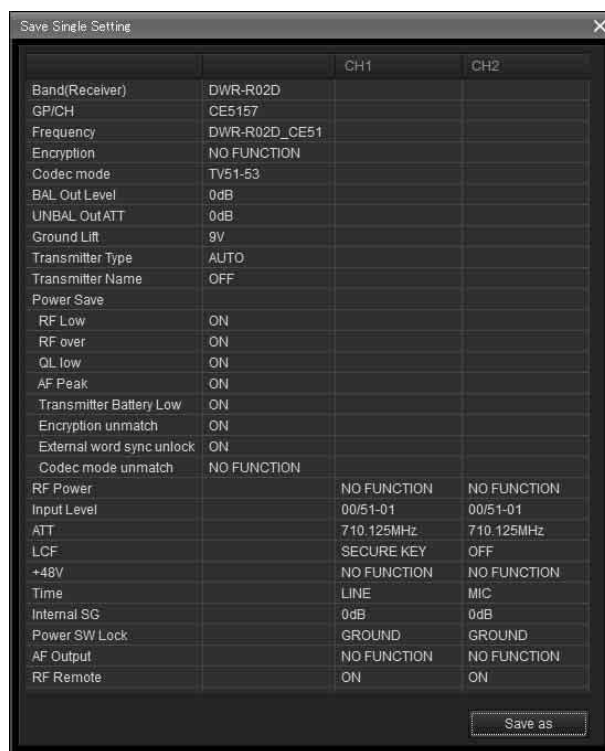 Save Single Setting
CH1 CH2
Band(Receiver) DWR-R02D
GP/CH CE5157
Frequency DWR-R02D_CE51
Encryption NO FUNCTION
Codec mode TV51-53
BAL Out Level 0dB
UNBAL Out ATT 0dB
Ground Lift 9V
Transmitter Type AUTO
Transmitter Name OFF
Power Save
RF Low ON
RF over ON
QL low ON
AF Peak ON
Transmitter Battery Low ON
Encryption unmatch ON
External word sync unlock ON
Codec mode unmatch NO FUNCTION
RF Power NO FUNCTION NO FUNCTION
Input Level 00/51-01 00/51-01
ATT 710.125MHz 710.125MHz
LCF SECURE KEY OFF
+48V NO FUNCTION NO FUNCTION
Time LINE MIC
Internal SG 0dB 0dB
Power SW Lock GROUND GROUND
AF Output NO FUNCTION NO FUNCTION
RF Remote ON ON
Save as